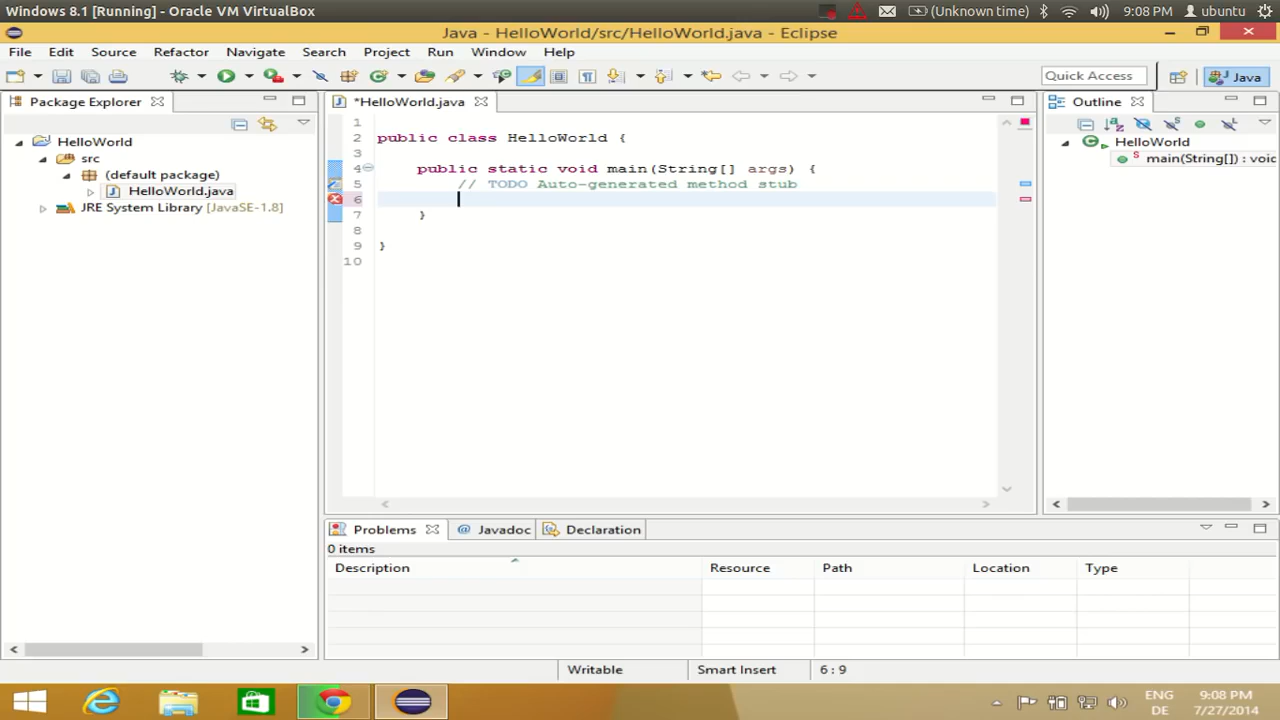 Windows 8.1 [Running] - Oracle VM VirtualBox
(Unknown time) 9:08 PM ubuntu
Java - HelloWorld/src/HelloWorld.java - Eclipse
File Edit Source Refactor Navigate Search Project Run Window Help
Quick Access Java
Package Explorer
HelloWorld
src
(default package)
HelloWorld.java
JRE System Library [JavaSE-1.8]
*HelloWorld.java
1
2 public class HelloWorld {
3
4 public static void main(String[] args) {
5 // TODO Auto-generated method stub
6
7 }
8
9 }
10
Outline
HelloWorld
main(String[]) : voic
Problems @ Javadoc Declaration
0 items
Description Resource Path Location Type
Writable Smart Insert 6 : 9
ENG 9:08 PM
DE 7/27/2014